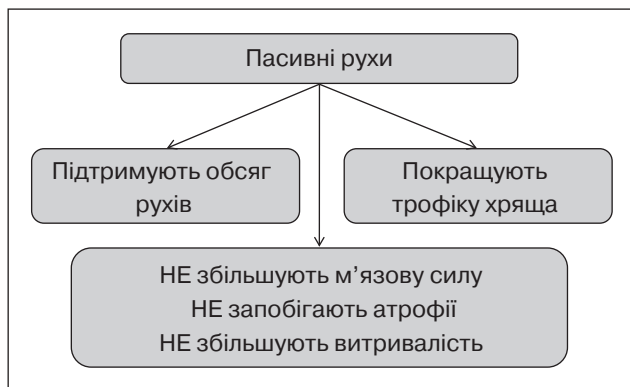 Пасивні рухи
Підтримують обсяг
рухів
Покращують
трофіку хряща
НЕ збільшують м’язову силу
НЕ запобігають атрофії
НЕ збільшують витривалість